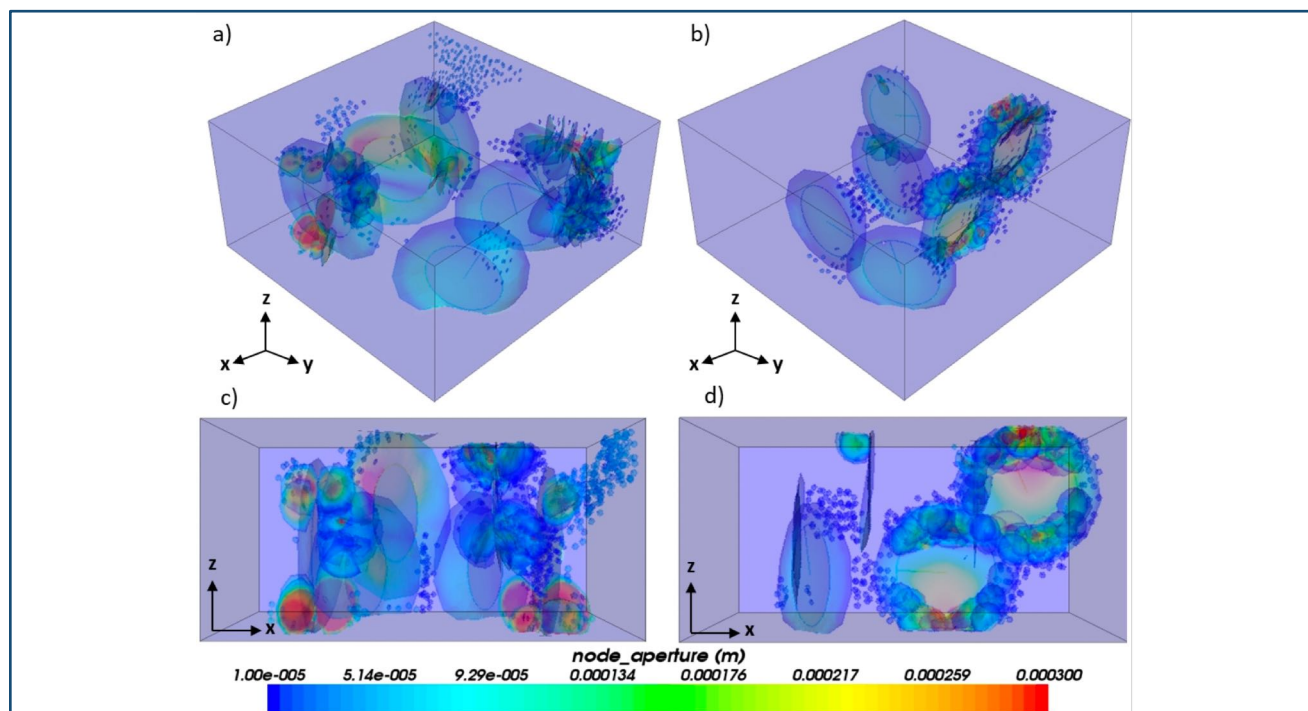 a) b)
z z
x y x y
c) d)
z z
x x
node_aperture (m)
1.00e-005 5.14e-005 9.29e-005 0.000134 0.000176 0.000217 0.000259 0.000300